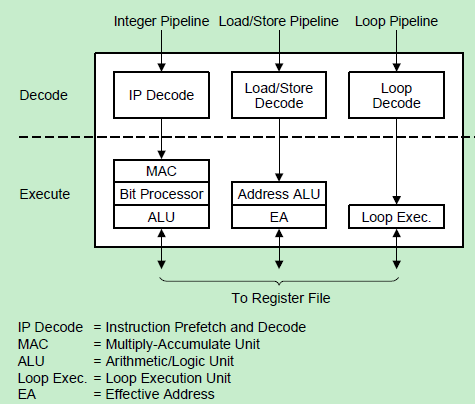 Integer Pipeline Load/Store Pipeline Loop Pipeline
Decode
IP Decode
Load/Store
Decode
Loop
Decode
Execute
MAC
Bit Processor
ALU
Address ALU
EA
Loop Exec.
To Register File
IP Decode = Instruction Prefetch and Decode
MAC = Multiply-Accumulate Unit
ALU = Arithmetic/Logic Unit
Loop Exec. = Loop Execution Unit
EA = Effective Address